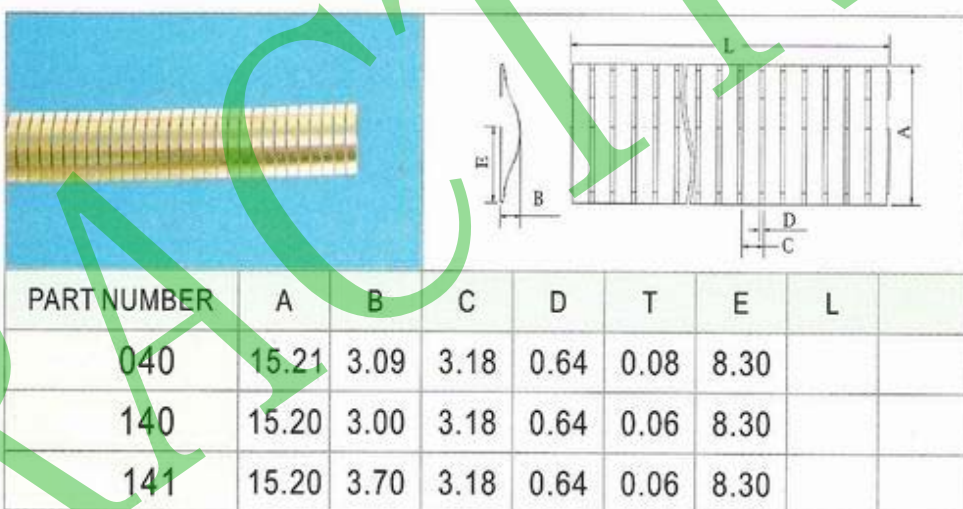 L
A
E
B
D
C
PART NUMBER A B C D T E L
040 15.21 3.09 3.18 0.64 0.08 8.30
140 15.20 3.00 3.18 0.64 0.06 8.30
141 15.20 3.70 3.18 0.64 0.06 8.30